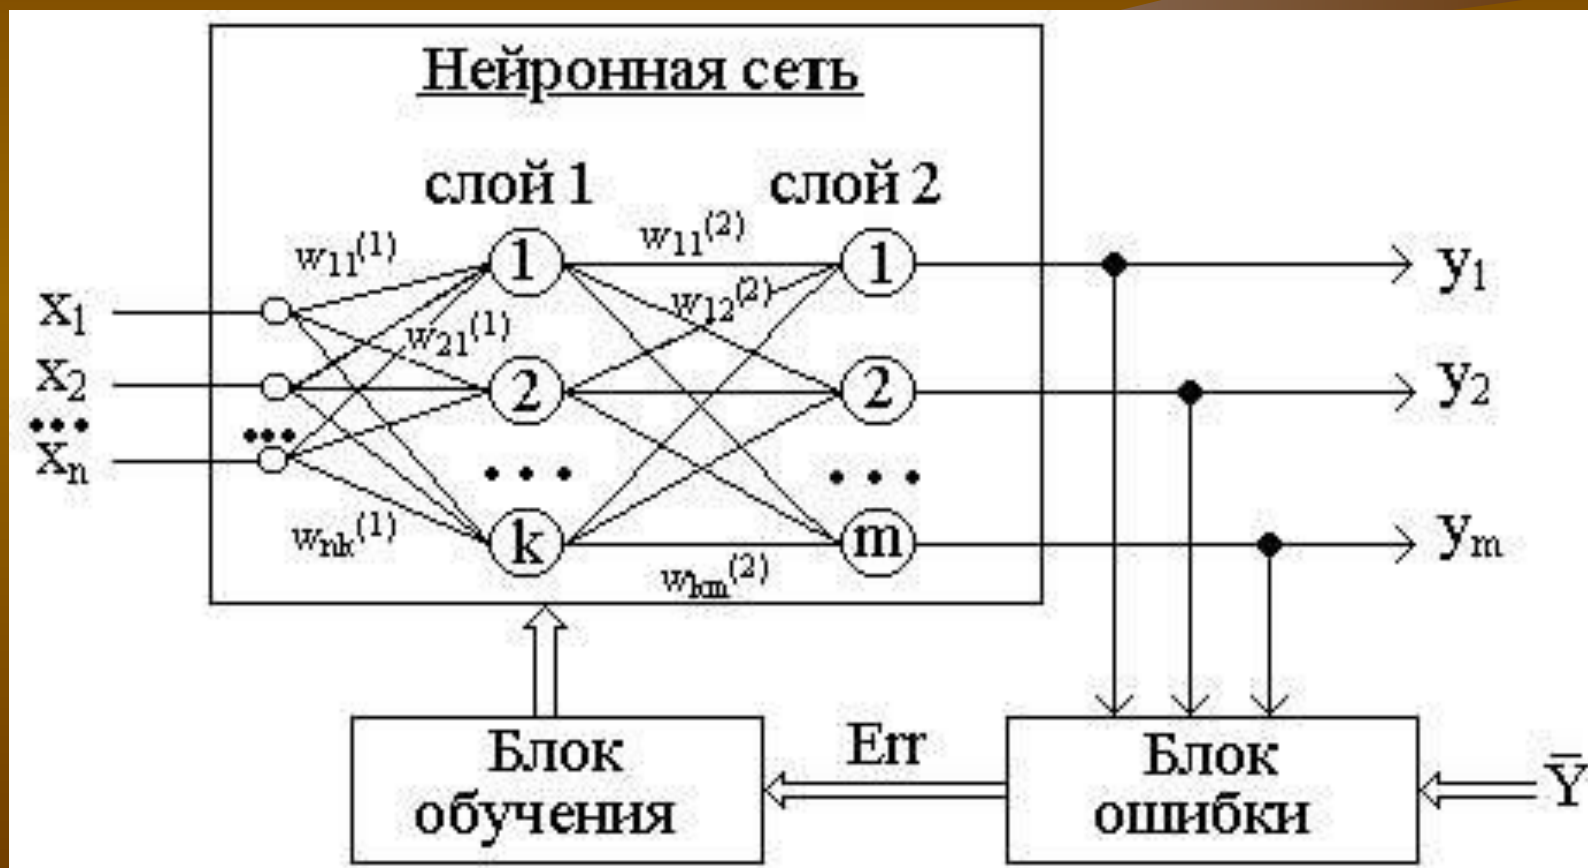 Нейронная сеть
слой 1 слой 2
w11(1) w11(2)
w12(2)
w21(1)
wnk(1) wkm(2)
x1
x2
•••
xn
•••
1
2
• • •
k
1
2
• • •
m
y1
y2
ym
Блок
обучения
Err
Блок
ошибки
Ȳ